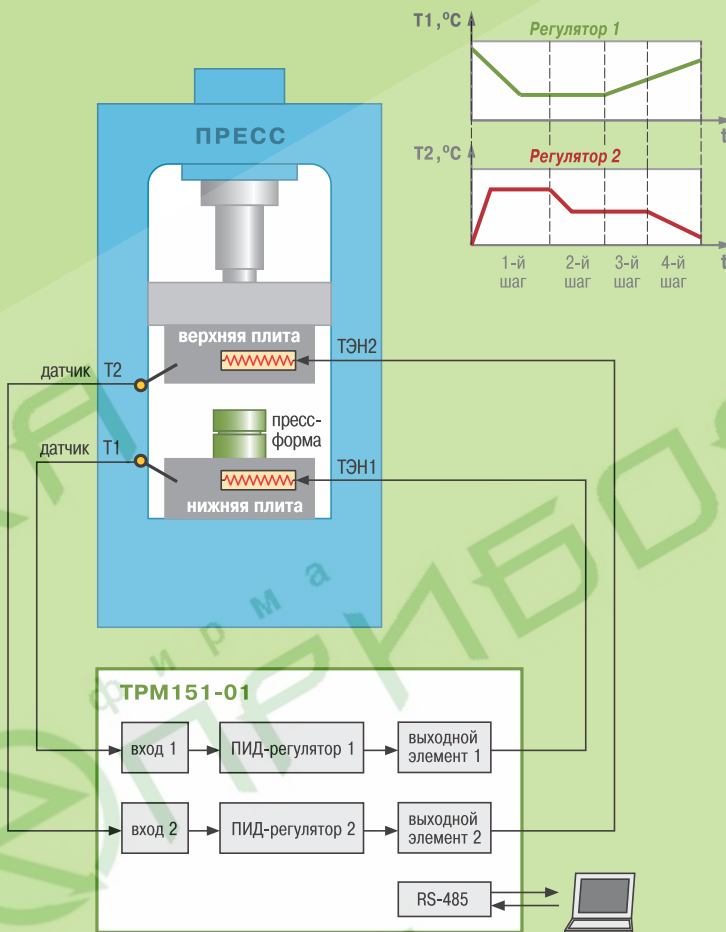 Т1,°С
Регулятор 1
t
Т2,°С
Регулятор 2
t
1-й шаг
2-й шаг
3-й шаг
4-й шаг
ПРЕСС
верхняя плита
ТЭН2
датчик Т2
пресс-
форма
датчик Т1
ТЭН1
нижняя плита
фирма
ПРИБОР
ТРМ151-01
вход 1
ПИД-регулятор 1
выходной
элемент 1
вход 2
ПИД-регулятор 2
выходной
элемент 2
RS-485